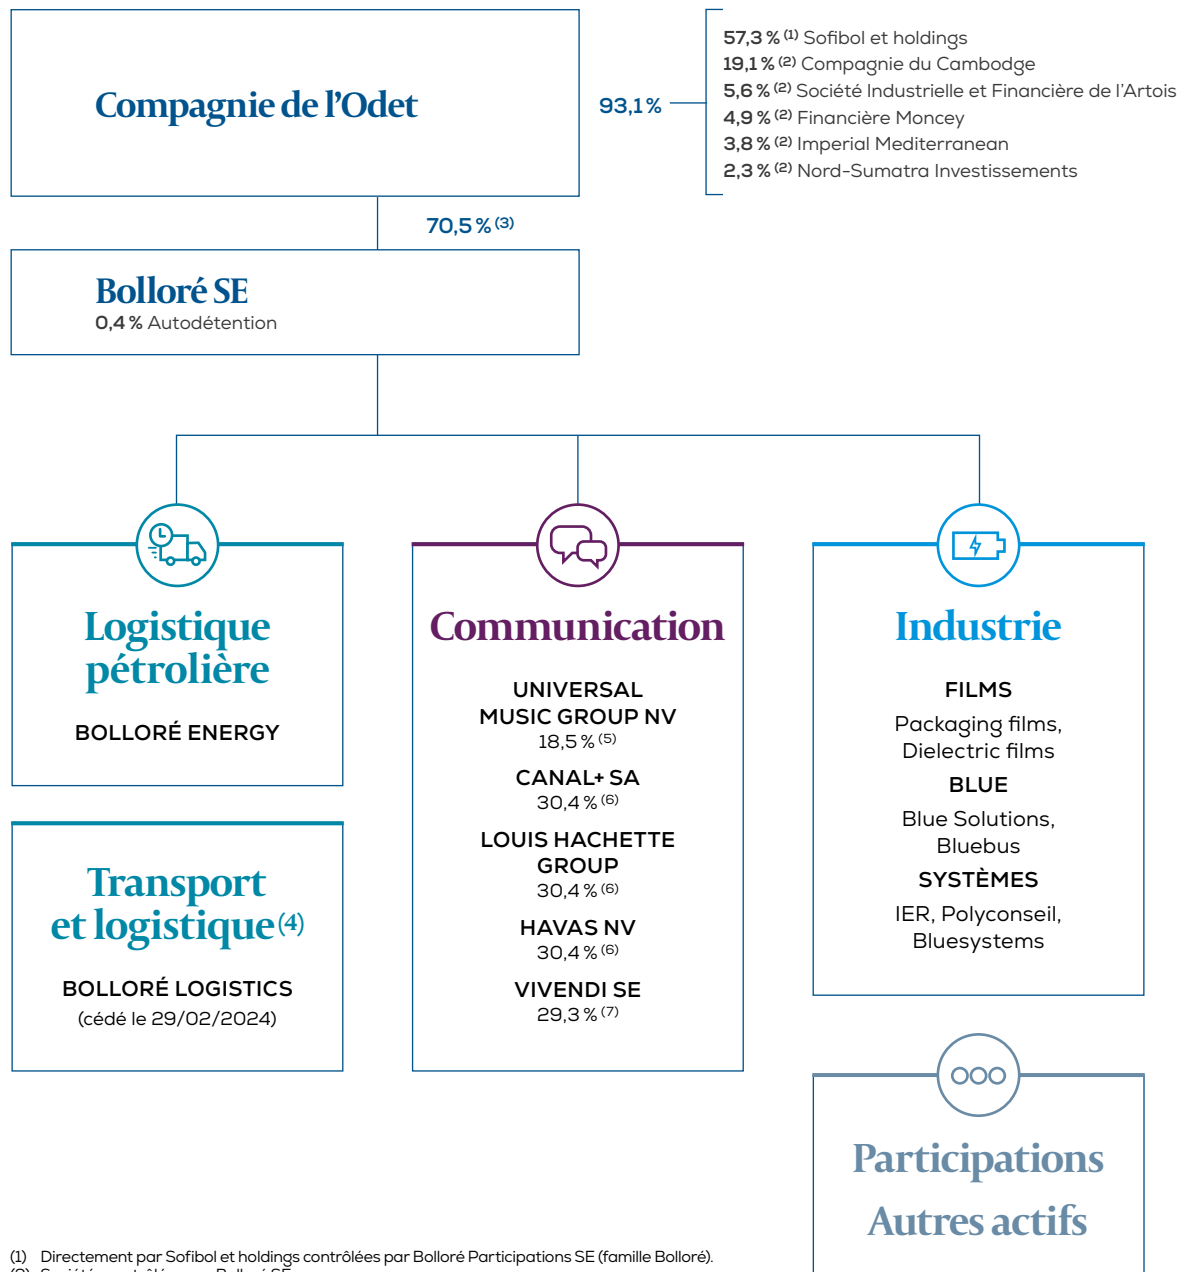 Compagnie de l'Odet
93,1 %
57,3 % (1) Sofibol et holdings
19,1 % (2) Compagnie du Cambodge
5,6 % (2) Société Industrielle et Financière de l'Artois
4,9 % (2) Financière Moncey
3,8 % (2) Imperial Mediterranean
2,3 % (2) Nord-Sumatra Investissements
70,5 % (3)
Bolloré SE
0,4 % Autodétention
Logistique
pétrolière
BOLLORÉ ENERGY
Transport
et logistique (4)
BOLLORÉ LOGISTICS
(cédé le 29/02/2024)
Communication
UNIVERSAL
MUSIC GROUP NV
18,5 % (5)
CANAL+ SA
30,4 % (6)
LOUIS HACHETTE
GROUP
30,4 % (6)
HAVAS NV
30,4 % (6)
VIVENDI SE
29,3 % (7)
Industrie
FILMS
Packaging films,
Dielectric films
BLUE
Blue Solutions,
Bluebus
SYSTÈMES
IER, Polyconseil,
Bluesystems
Participations
Autres actifs
(1) Directement par Sofibol et holdings contrôlées par Bolloré Participations SE (famille Bolloré).